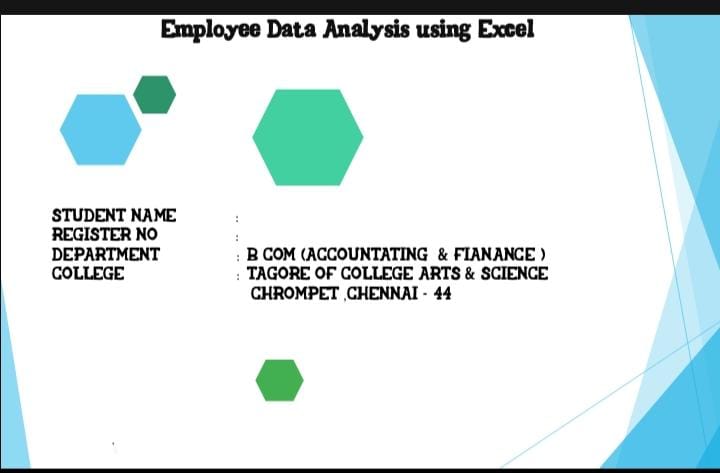 Employee Data Analysis using Excel
STUDENT NAME :
REGISTER NO :
DEPARTMENT : B COM (ACCOUNTATING & FIANANCE )
COLLEGE : TAGORE OF COLLEGE ARTS & SCIENCE
CHROMPET ,CHENNAI - 44